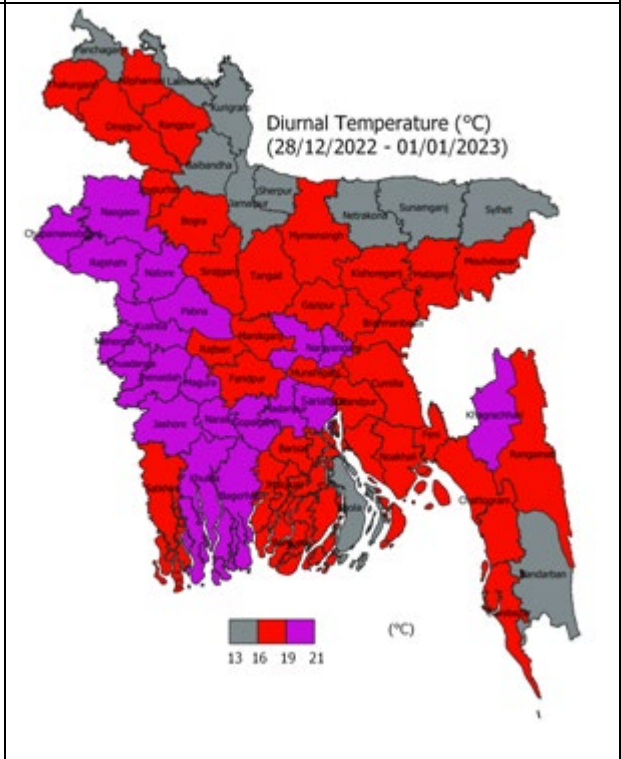 Panchagarh
Thakurgaon
Nilphamari
Lalmonirhat
Kurigram
Dinajpur
Rangpur
Diurnal Temperature (°C)
(28/12/2022 - 01/01/2023)
Gaibandha
Sherpur
Joypurhat
Jamalpur
Naogaon
Bogra
Netrakona
Sunamganj
Sylhet
Chapainawabganj
Mymensingh
Rajshahi
Natore
Sirajganj
Tangail
Kishoreganj
Habiganj
Moulvibazar
Pabna
Gazipur
Kushtia
Brahmanbaria
Meherpur
Manikganj
Narayanganj
Rajbari
Chuadanga
Jhenaidah
Magura
Faridpur
Munshiganj
Cumilla
Khagrachhari
Shariatpur
Chandpur
Madaripur
Jashore
Narail
Gopalganj
Feni
Rangamati
Barisal
Noakhali
Satkhira
Khulna
Bagerhat
Chattogram
Bhola
Bandarban
(°C)
13 16 19 21